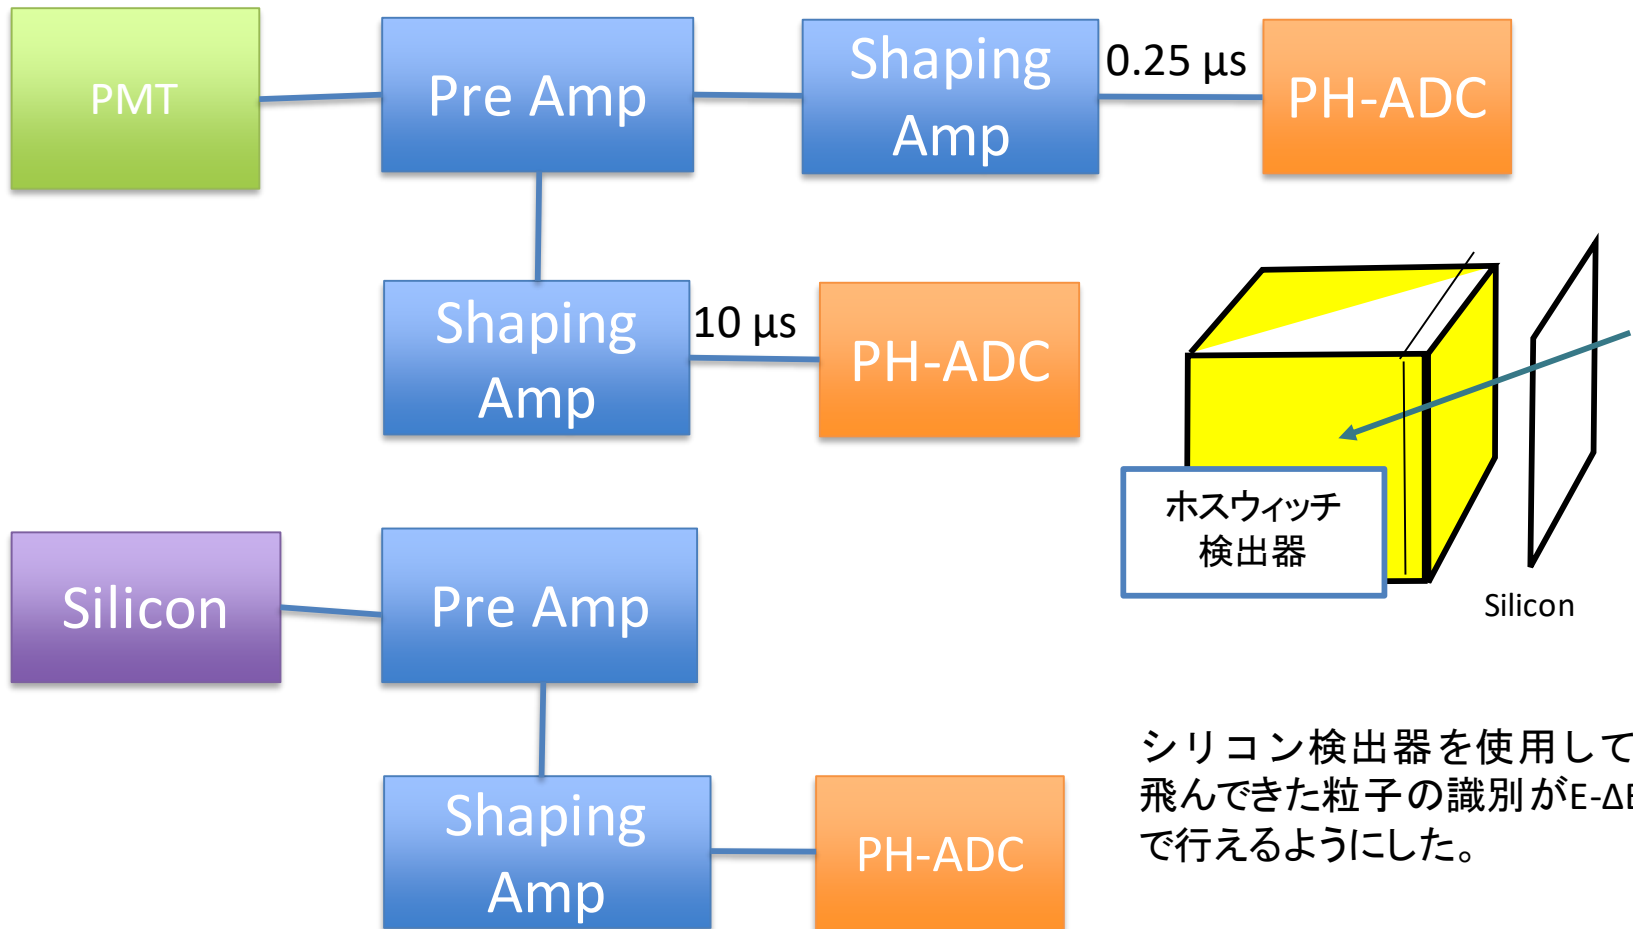 PMT
Pre Amp
Shaping
Amp
0.25 μs
PH-ADC
Shaping
Amp
10 μs
PH-ADC
ホスウィッチ
検出器
Silicon
Silicon
Pre Amp
Shaping
Amp
PH-ADC
シリコン検出器を使用して
飛んできた粒子の識別がE-ΔE
で行えるようにした。